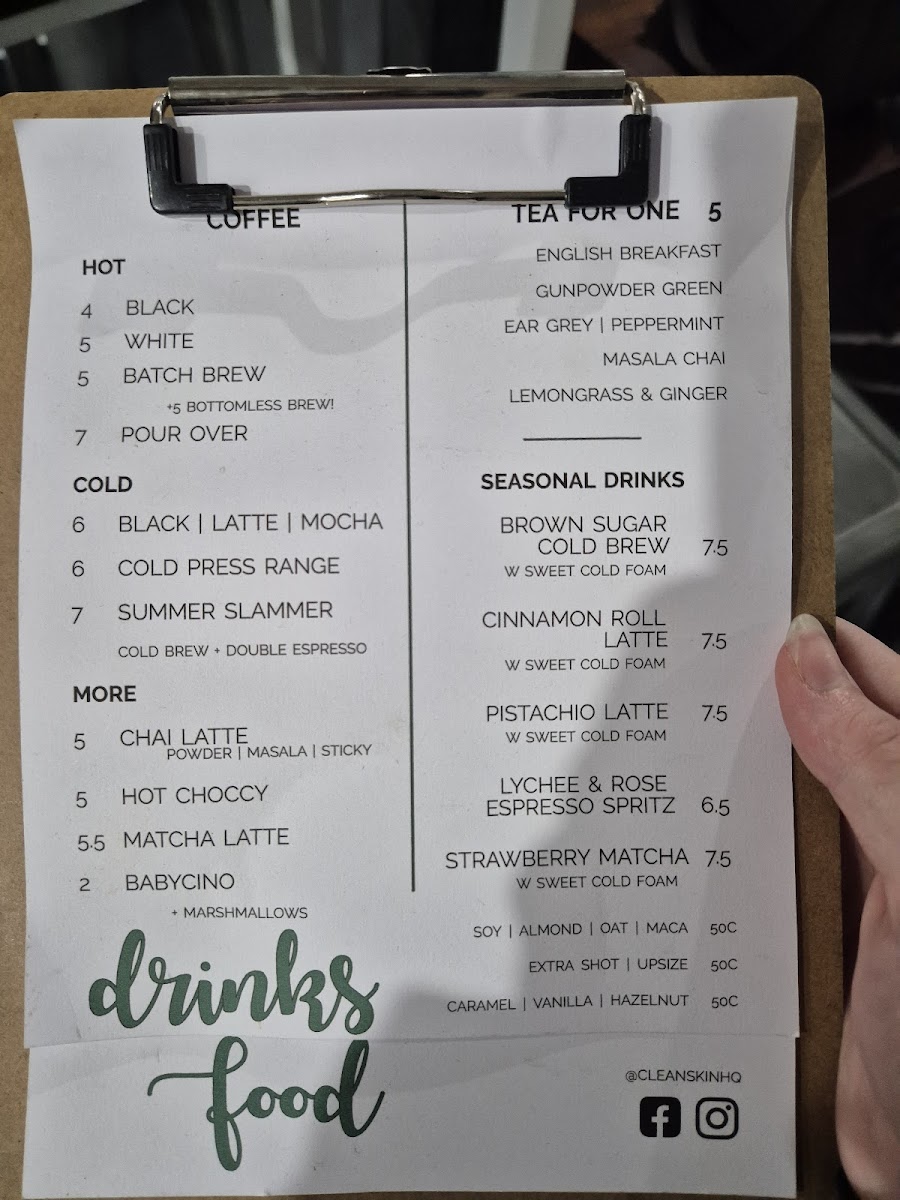 COFFEE
HOT
4 BLACK
5 WHITE
5 BATCH BREW
+5 BOTTOMLESS BREW!
7 POUR OVER
COLD
6 BLACK | LATTE | MOCHA
6 COLD PRESS RANGE
7 SUMMER SLAMMER
COLD BREW + DOUBLE ESPRESSO
MORE
5 CHAI LATTE
POWDER | MASALA | STICKY
5 HOT CHOCCY
5.5 MATCHA LATTE
2 BABYCINO
+ MARSHMALLOWS
TEA FOR ONE 5
ENGLISH BREAKFAST
GUNPOWDER GREEN
EAR GREY | PEPPERMINT
MASALA CHAI
LEMONGRASS & GINGER
SEASONAL DRINKS
BROWN SUGAR
COLD BREW 7.5
W SWEET COLD FOAM
CINNAMON ROLL
LATTE 7.5
W SWEET COLD FOAM
PISTACHIO LATTE 7.5
W SWEET COLD FOAM
LYCHEE & ROSE
ESPRESSO SPRITZ 6.5
STRAWBERRY MATCHA 7.5
W SWEET COLD FOAM
SOY | ALMOND | OAT | MACA 50C
EXTRA SHOT | UPSIZE 50C
CARAMEL | VANILLA | HAZELNUT 50C
drinks
food
@CLEANSKINHQ